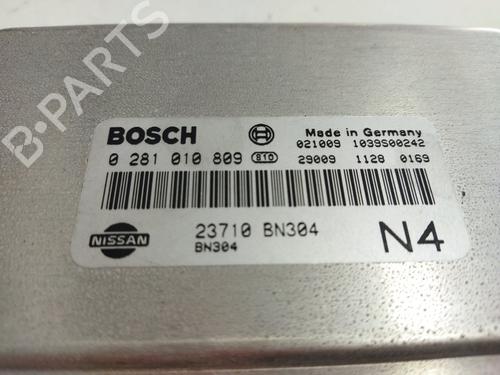 B-PARTS
BOSCH
Made in Germany
021009 1039S00242
0 281 010 809 810
29009 1128 0169
NISSAN
23710 BN304
BN304
N4